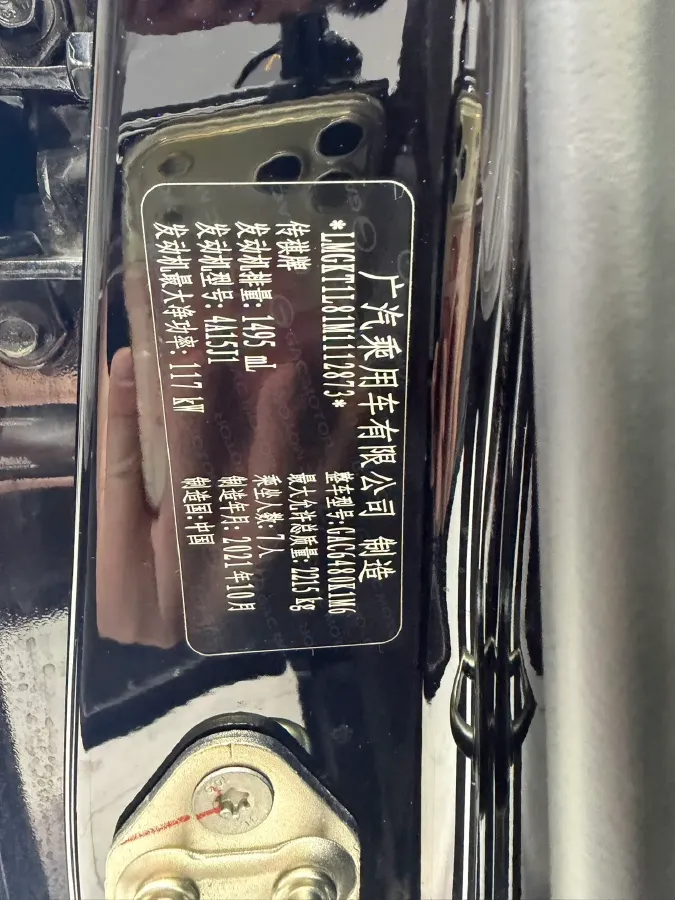 广汽乘用车有限公司 制造
*LMGKT1L81M1112873* 整车型号:GAC6480K1M6
传祺牌 最大允许总质量: 2215 kg
发动机排量: 1495 mL 乘坐人数: 7人
发动机型号: 4A15J1 制造年月: 2021年10月
发动机最大净功率: 117 kW 制造国:中国